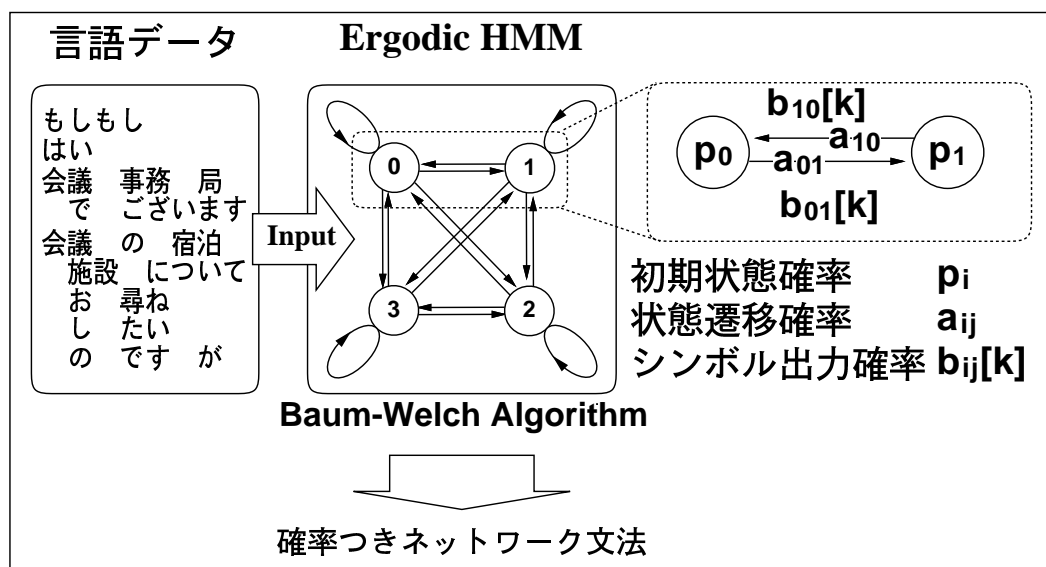 言語データ
もしもし
はい
会議 事務 局
で ございます
会議 の 宿泊
施設 について
お 尋ね
し たい
の です が
Input
Ergodic HMM
0
1
3
2
Baum-Welch Algorithm
b10[k]
p0 a10 p1
a01
b01[k]
初期状態確率 pi
状態遷移確率 aij
シンボル出力確率 bij[k]
確率つきネットワーク文法